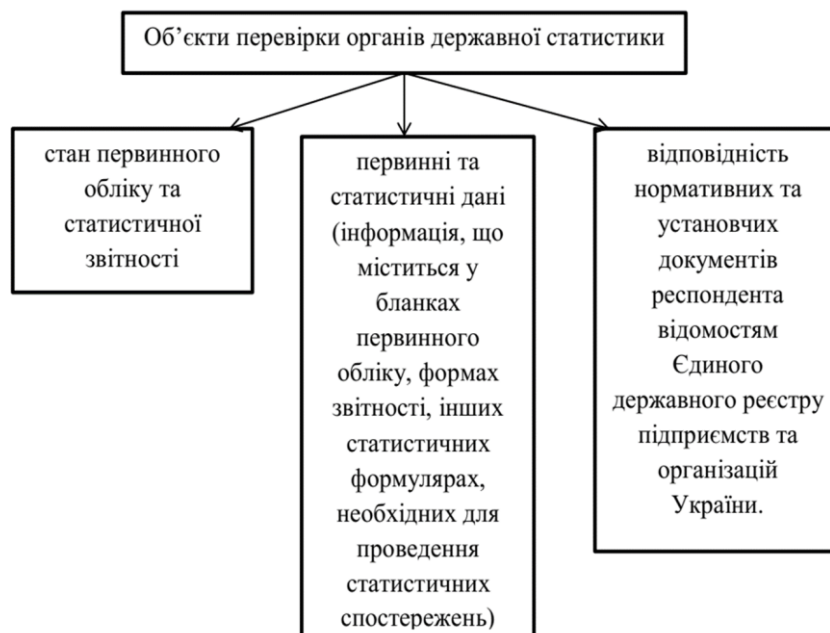 Об’єкти перевірки органів державної статистики
стан первинного
обліку та
статистичної
звітності
первинні та
статистичні дані
(інформація, що
міститься у
бланках
первинного
обліку, формах
звітності, інших
статистичних
формулярах,
необхідних для
проведення
статистичних
спостережень)
відповідність
нормативних та
установчих
документів
респондента
відомостям
Єдиного
державного реєстру
підприємств та
організацій
України.